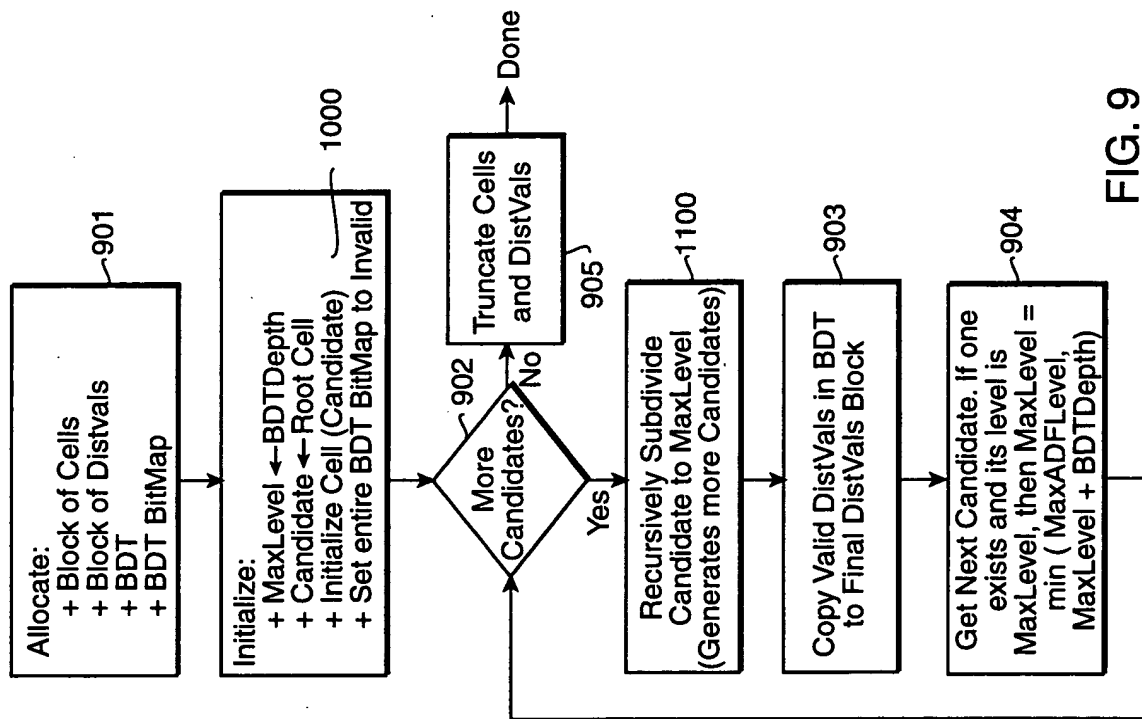 901
Allocate:
+ Block of Cells
+ Block of Distvals
+ BDT
+ BDT BitMap
1000
Initialize:
+ MaxLevel ←BDTDepth
+ Candidate ←Root Cell
+ Initialize Cell (Candidate)
+ Set entire BDT BitMap to Invalid
902
More
Candidates?
No
Truncate Cells
and DistVals
905
Done
Yes
1100
Recursively Subdivide
Candidate to MaxLevel
(Generates more Candidates)
903
Copy Valid DistVals in BDT
to Final DistVals Block
904
Get Next Candidate. If one
exists and its level is
MaxLevel, then MaxLevel =
min ( MaxADFLevel,
MaxLevel + BDTDepth)
FIG. 9